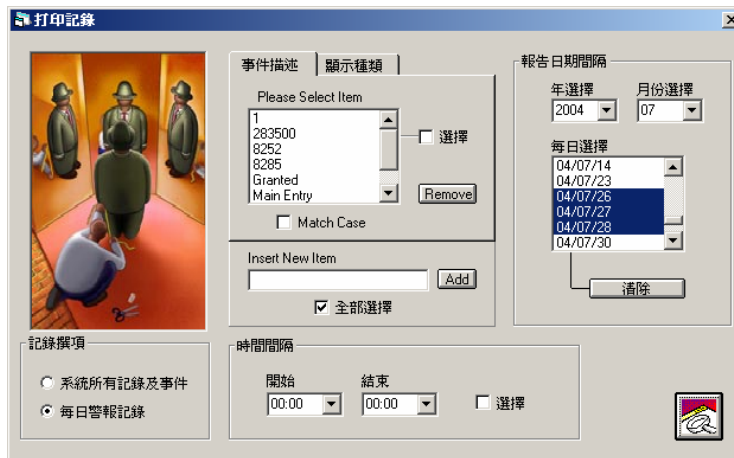 打印記錄
事件描述
顯示種類
Please Select Item
1
283500
8252
8285
Granted
Main Entry
選擇
Remove
Match Case
Insert New Item
Add
全部選擇
報告日期間隔
年選擇
月份選擇
2004
07
每日選擇
04/07/14
04/07/23
04/07/26
04/07/27
04/07/28
04/07/30
清除
記錄撰項
系統所有記錄及事件
每日警報記錄
時間間隔
開始
結束
00:00
00:00
選擇